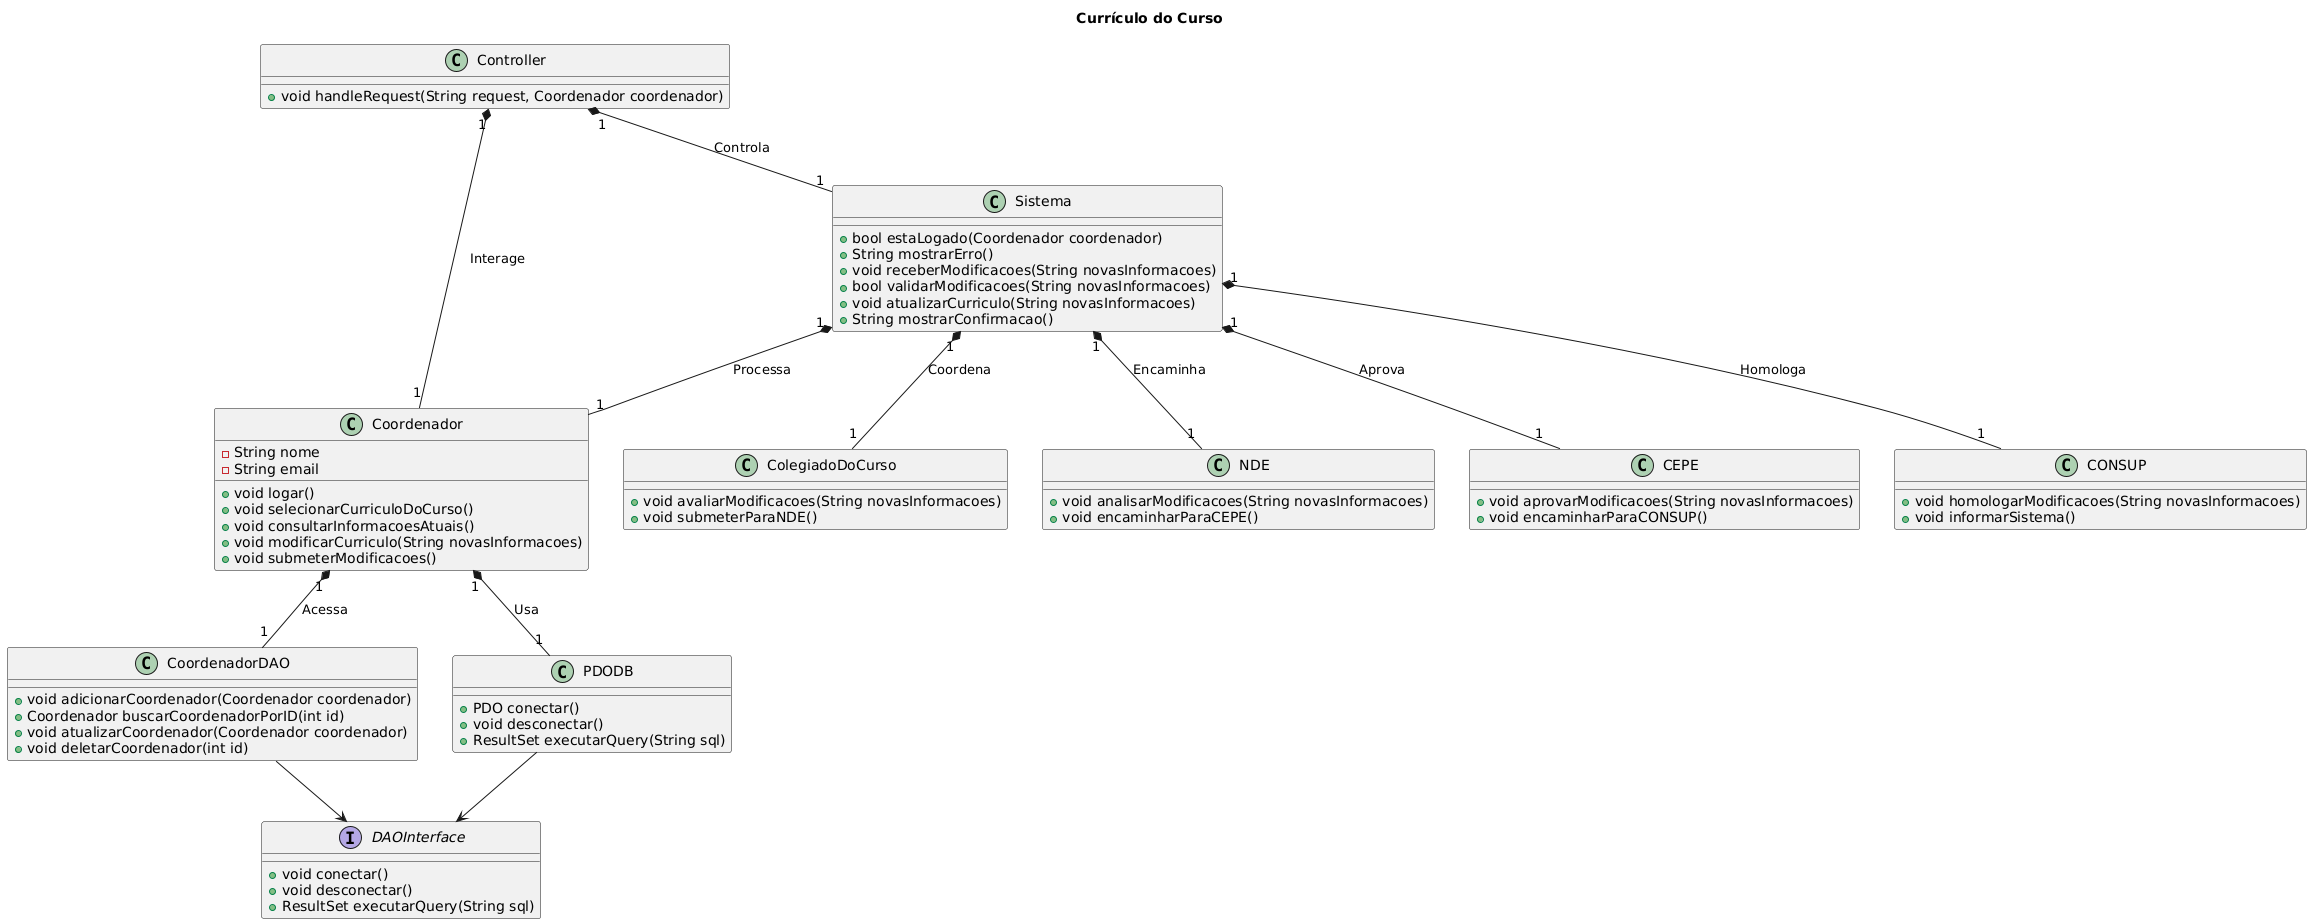 Currículo do Curso
C Controller
void handleRequest(String request, Coordenador coordenador)
1
1
Controla
1
Interage
1
C Sistema
bool estaLogado(Coordenador coordenador)
String mostrarErro()
void receberModificacoes(String novasInformacoes)
bool validarModificacoes(String novasInformacoes)
void atualizarCurriculo(String novasInformacoes)
String mostrarConfirmacao()
1
1
1
1
1
Processa
Coordena
Encaminha
Aprova
Homologa
1
1
1
1
1
C Coordenador
String nome
String email
void logar()
void selecionarCurriculoDoCurso()
void consultarInformacoesAtuais()
void modificarCurriculo(String novasInformacoes)
void submeterModificacoes()
C ColegiadoDoCurso
void avaliarModificacoes(String novasInformacoes)
void submeterParaNDE()
C NDE
void analisarModificacoes(String novasInformacoes)
void encaminharParaCEPE()
C CEPE
void aprovarModificacoes(String novasInformacoes)
void encaminharParaCONSUP()
C CONSUP
void homologarModificacoes(String novasInformacoes)
void informarSistema()
1
1
Acessa
Usa
1
1
C CoordenadorDAO
void adicionarCoordenador(Coordenador coordenador)
Coordenador buscarCoordenadorPorID(int id)
void atualizarCoordenador(Coordenador coordenador)
void deletarCoordenador(int id)
C PDODB
PDO conectar()
void desconectar()
ResultSet executarQuery(String sql)
I DAOInterface
void conectar()
void desconectar()
ResultSet executarQuery(String sql)